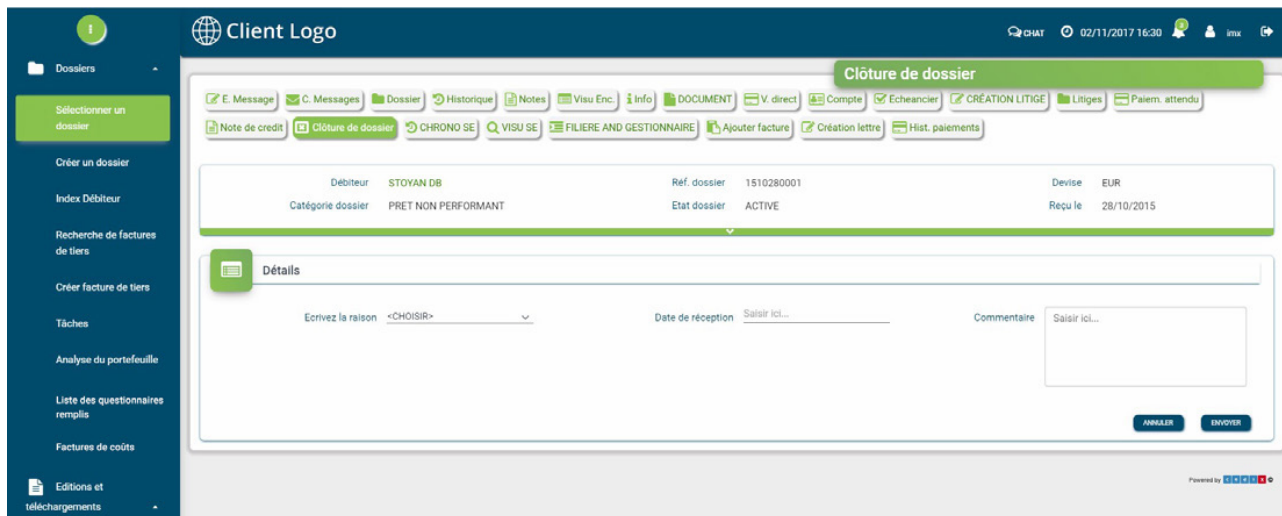 Client Logo
CHAT 02/11/2017 16:30 imx
Dossiers
Sélectionner un
dossier
Créer un dossier
Index Débiteur
Recherche de factures
de tiers
Créer facture de tiers
Tâches
Analyse du portefeuille
Liste des questionnaires
remplis
Factures de coûts
Editions et
téléchargements
Clôture de dossier
E. Message C. Messages Dossier Historique Notes Visu Enc. Info DOCUMENT V. direct Compte Echeancier CRÉATION LITIGE Litiges Paiem. attendu
Note de credit Clôture de dossier CHRONO SE VISU SE FILIERE AND GESTIONNAIRE Ajouter facture Création lettre Hist. paiements
Débiteur STOYAN DB Réf. dossier 1510280001 Devise EUR
Catégorie dossier PRET NON PERFORMANT Etat dossier ACTIVE Reçu le 28/10/2015
Détails
Ecrivez la raison <CHOISIR> Date de réception Saisir ici... Commentaire Saisir ici...
ANNULER ENVOYER
Powered by